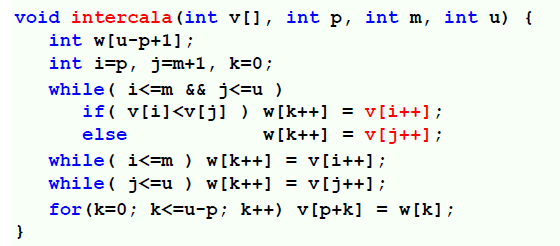 void intercala(int v[], int p, int m, int u) {
   int w[u-p+1];
   int i=p, j=m+1, k=0;
   while( i<=m && j<=u )
      if( v[i]<v[j] ) w[k++] = v[i++];
      else            w[k++] = v[j++];
   while( i<=m ) w[k++] = v[i++];
   while( j<=u ) w[k++] = v[j++];
   for(k=0; k<=u-p; k++) v[p+k] = w[k];
}